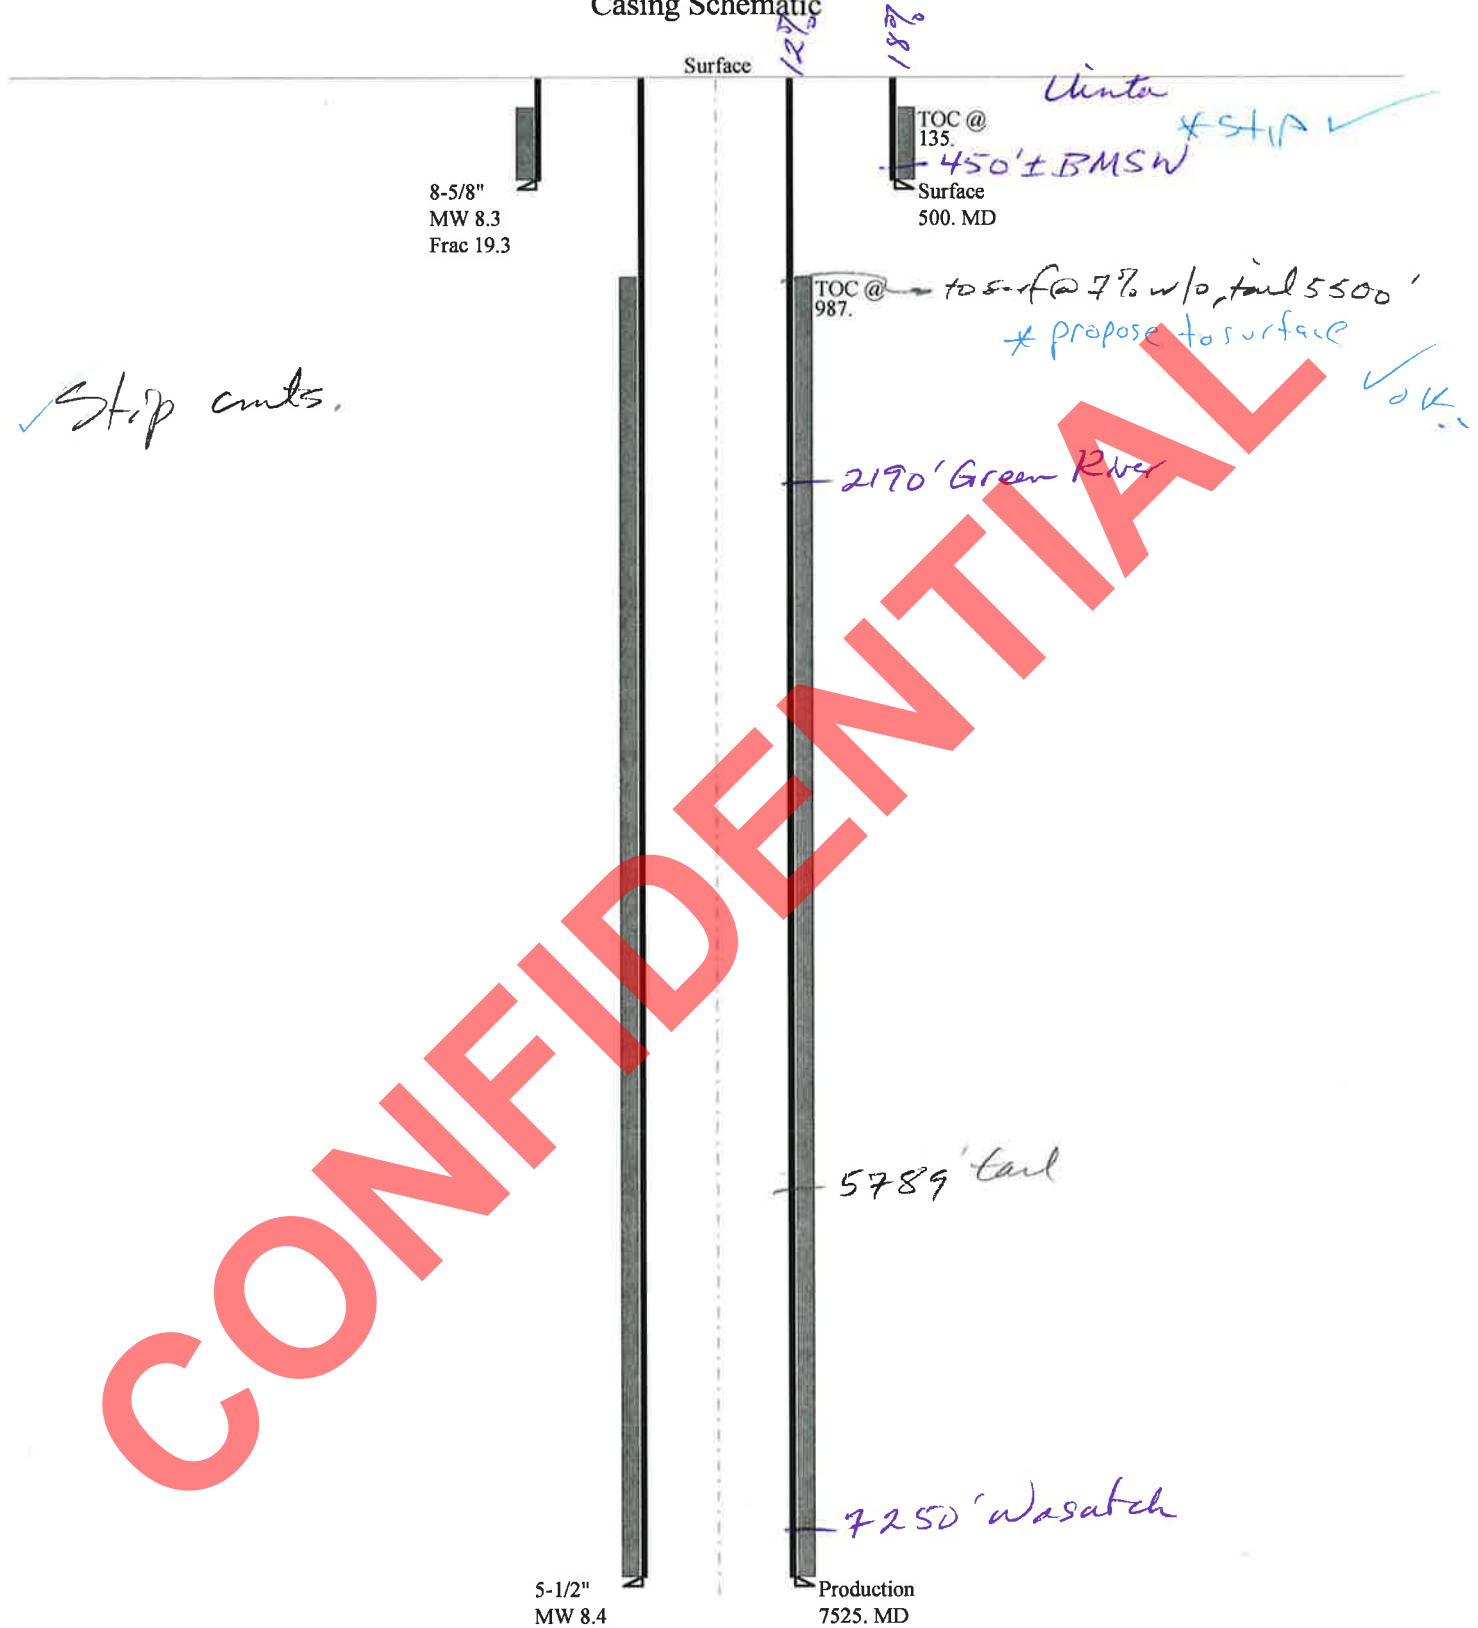 Casing Schematic
12%
18%
Surface
Uinta
TOC @
135.
* Stip ✓
450'± BMSW
8-5/8"
MW 8.3
Frac 19.3
Surface
500. MD
TOC @
987.
to surf @ 7% w/o, tail 5500'
* propose to surface
✓ OK.
✓ Stip cmts.
2190' Green River
5789' tail
7250' Wasatch
5-1/2"
MW 8.4
Production
7525. MD
CONFIDENTIAL